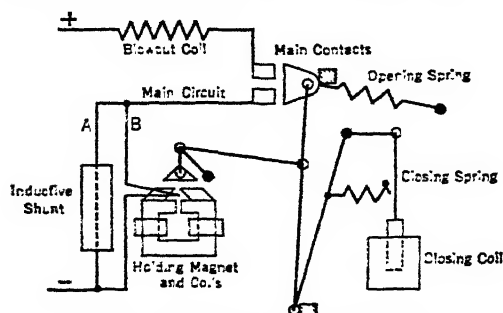 +
Blowout Coil
Main Contacts
Opening Spring
Main Circuit
A
B
Inductive
Shunt
Closing Spring
Closing Coil
Holding Magnet
and Coils
−